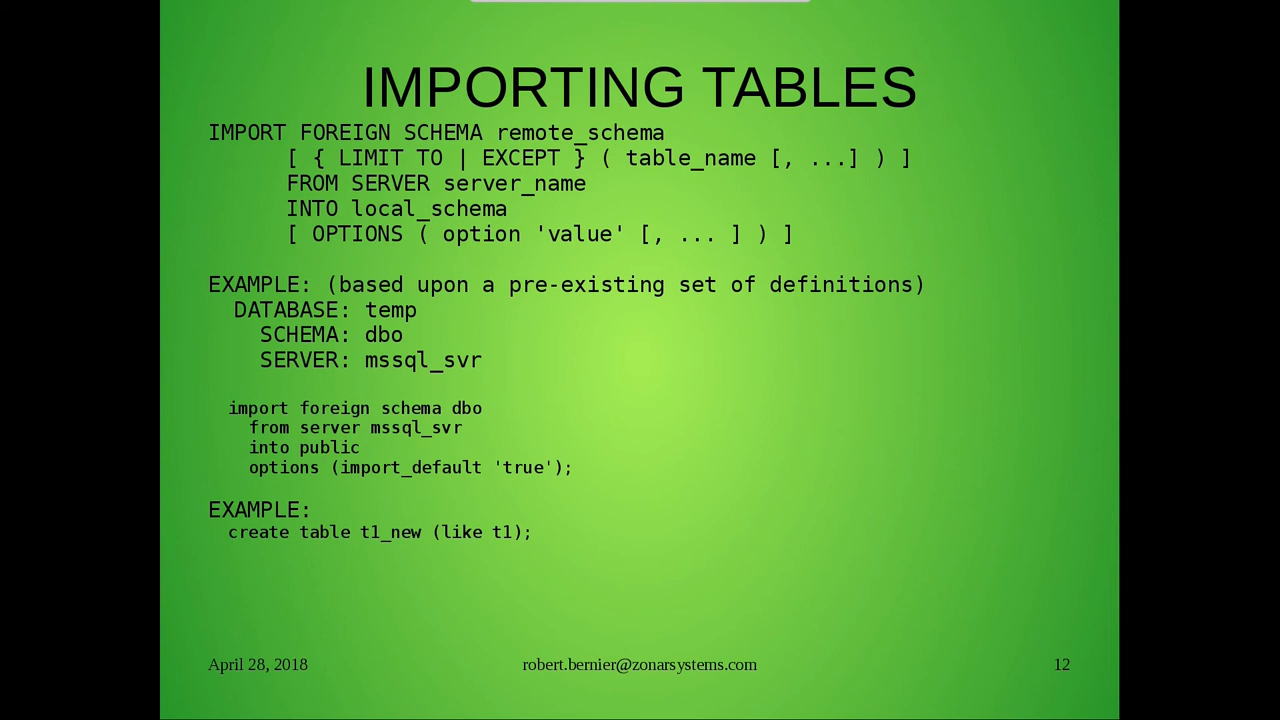 IMPORTING TABLES
IMPORT FOREIGN SCHEMA remote_schema
[ { LIMIT TO | EXCEPT } ( table_name [, ...] ) ]
FROM SERVER server_name
INTO local_schema
[ OPTIONS ( option 'value' [, ... ] ) ]
EXAMPLE: (based upon a pre-existing set of definitions)
DATABASE: temp
SCHEMA: dbo
SERVER: mssql_svr
import foreign schema dbo
from server mssql_svr
into public
options (import_default 'true');
EXAMPLE:
create table t1_new (like t1);
April 28, 2018 robert.bernier@zonarsystems.com 12